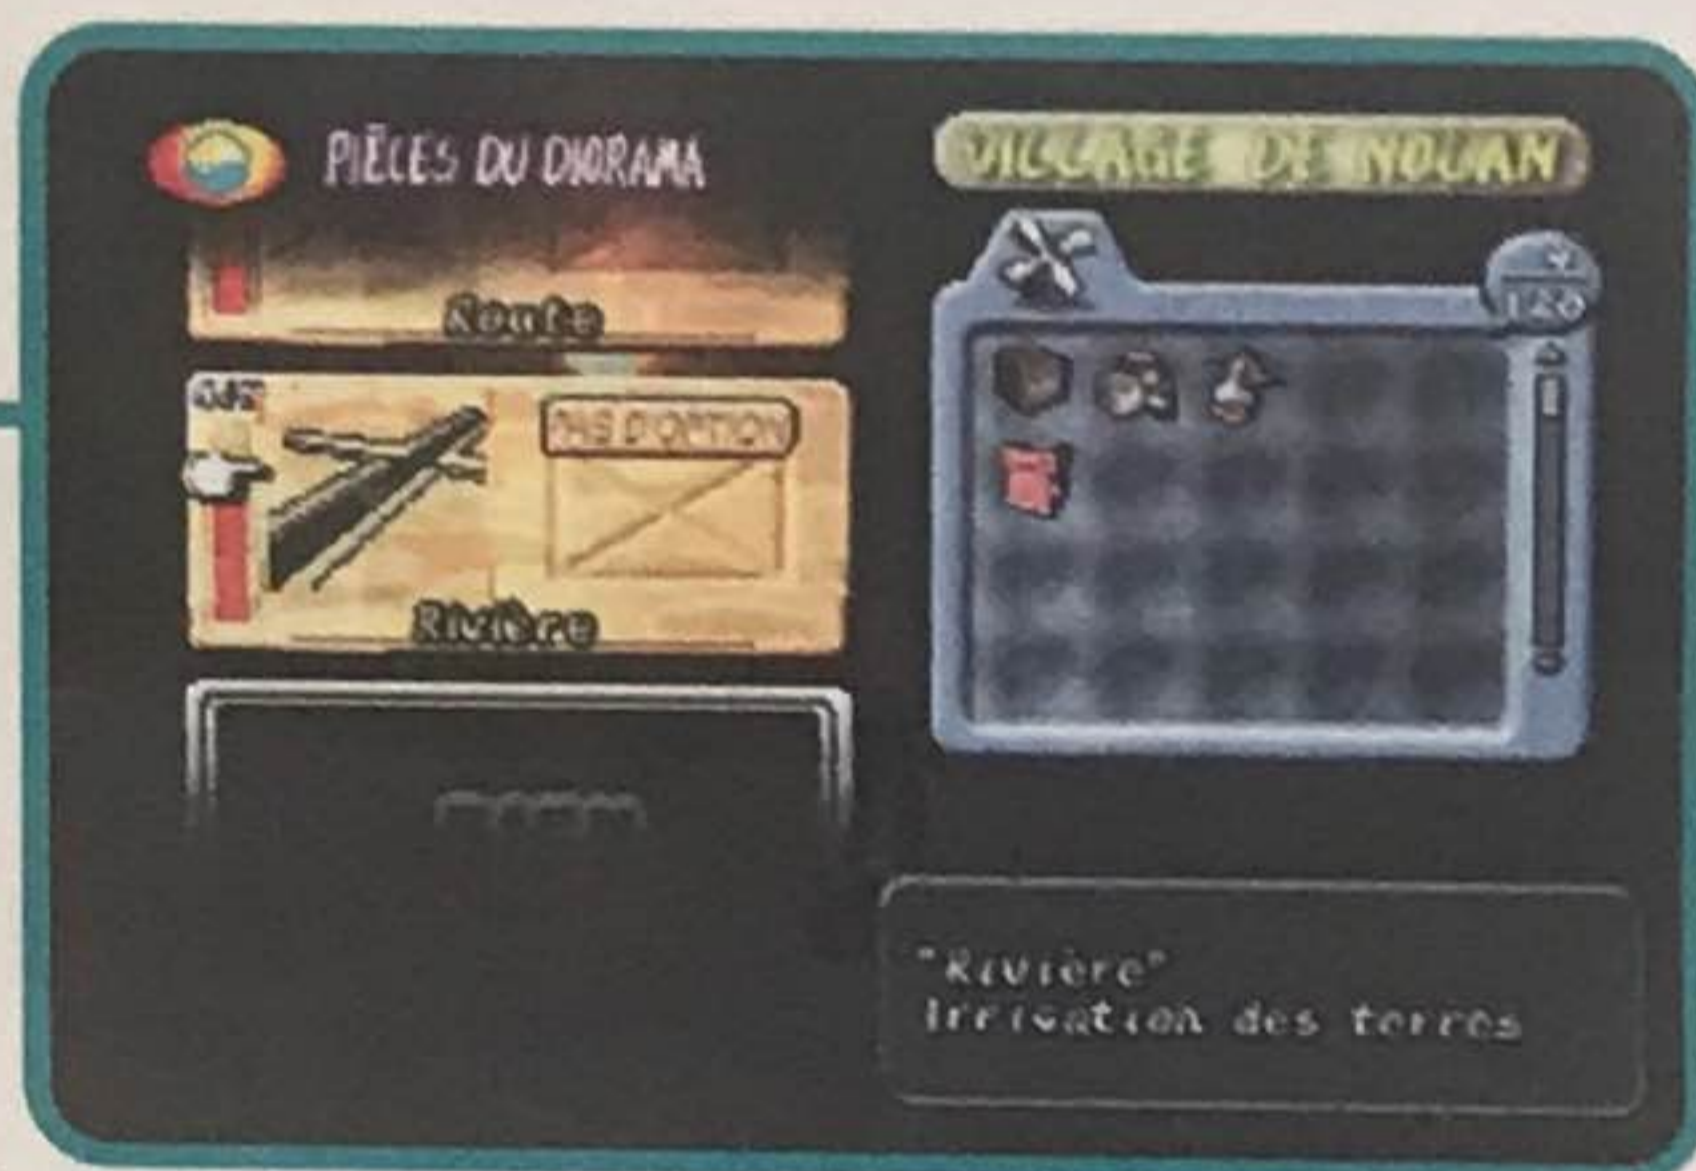 PIÈCES DU DIORAMA
VILLAGE DE NOUAN
Route
PAS D'OPTION
Rivière
"Rivière"
Irrigation des terres